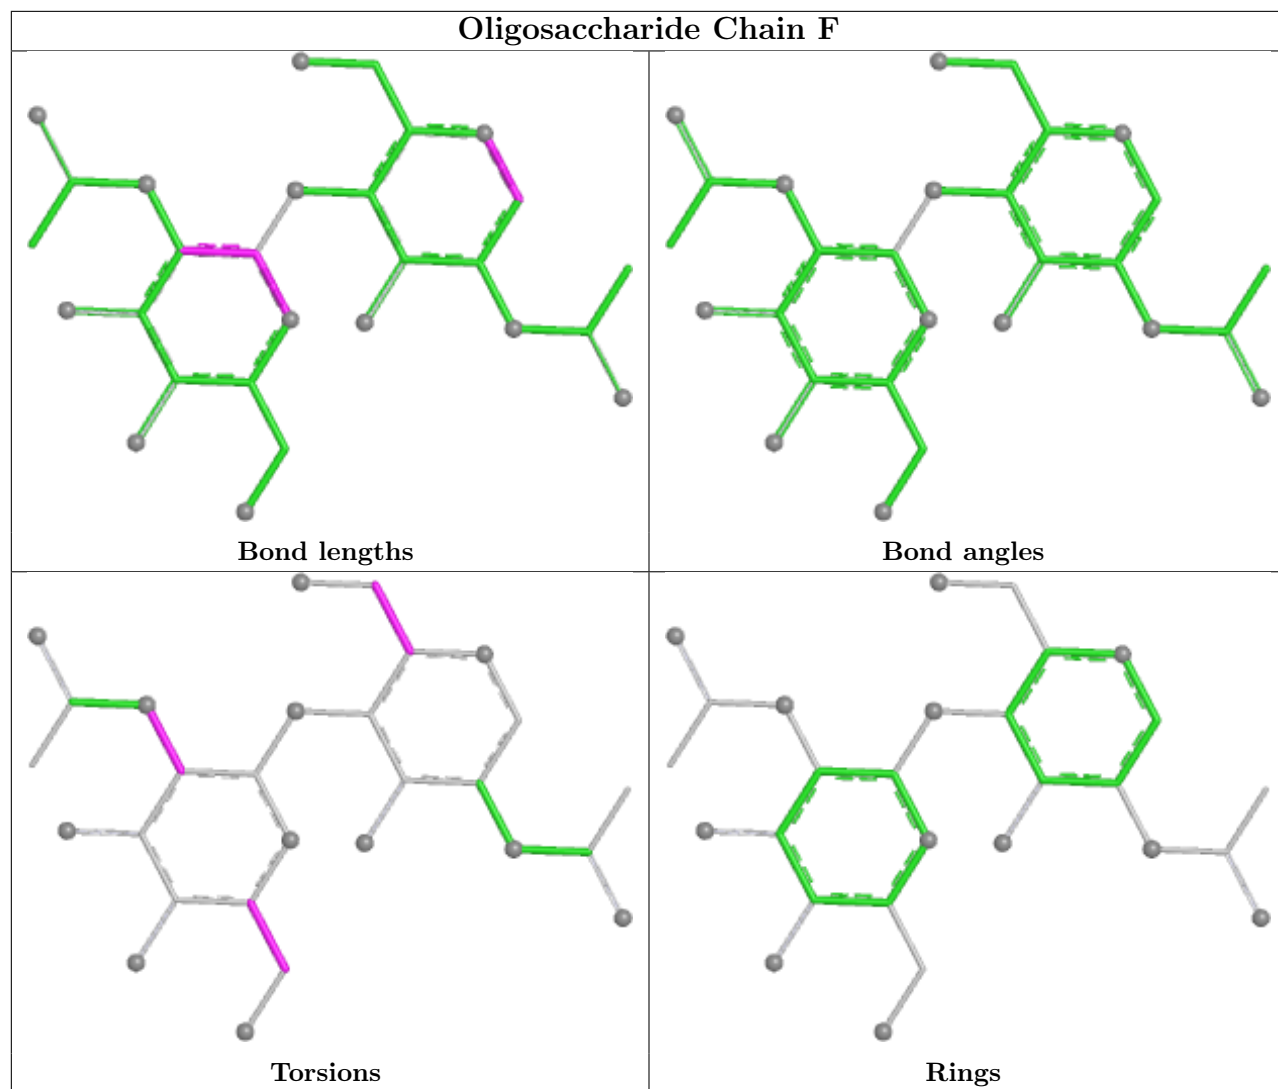 Oligosaccharide Chain F
Bond lengths
Bond angles
Torsions
Rings